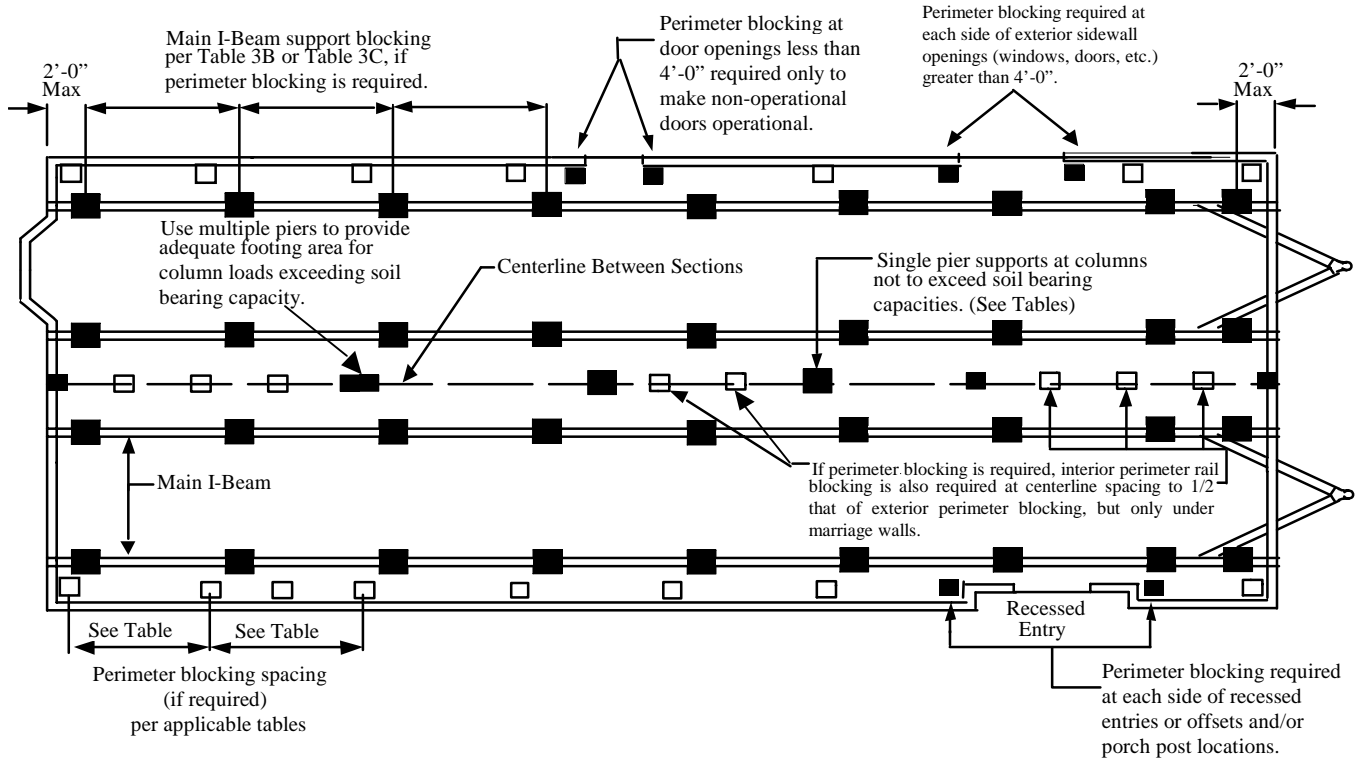 Main I-Beam support blocking
per Table 3B or Table 3C, if
perimeter blocking is required.
2’-0”
Max
Perimeter blocking at
door openings less than
4’-0” required only to
make non-operational
doors operational.
Perimeter blocking required at
each side of exterior sidewall
openings (windows, doors, etc.)
greater than 4’-0”.
2’-0”
Max
Use multiple piers to provide
adequate footing area for
column loads exceeding soil
bearing capacity.
Centerline Between Sections
Single pier supports at columns
not to exceed soil bearing
capacities. (See Tables)
Main I-Beam
If perimeter blocking is required, interior perimeter rail
blocking is also required at centerline spacing to 1/2
that of exterior perimeter blocking, but only under
marriage walls.
See Table
See Table
Perimeter blocking spacing
(if required)
per applicable tables
Recessed
Entry
Perimeter blocking required
at each side of recessed
entries or offsets and/or
porch post locations.